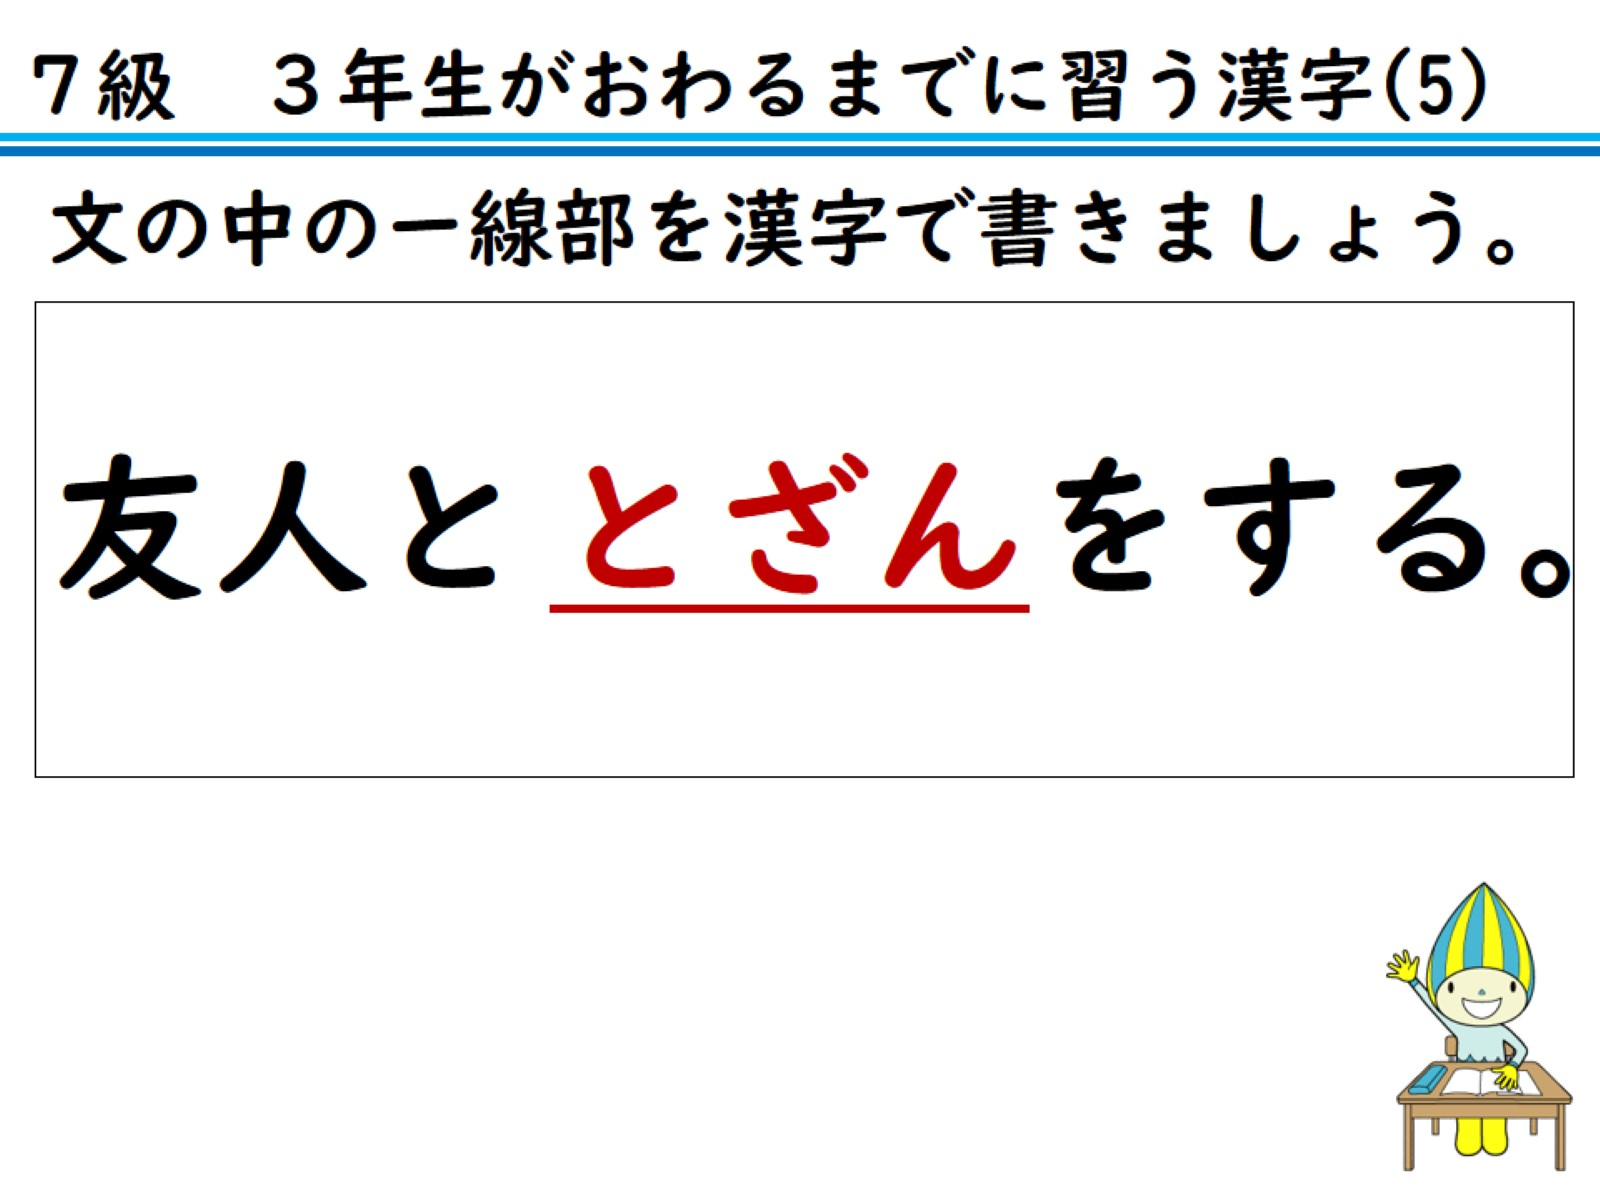 ７級　３年生がおわるまでに習う漢字(5)
文の中の一線部を漢字で書きましょう。
友人ととざんをする。